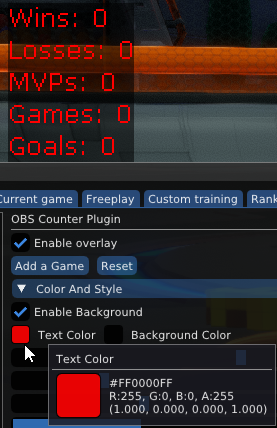 Wins: 0
Losses: 0
MVPs: 0
Games: 0
Goals: 0
Current game Freeplay Custom training Rank
OBS Counter Plugin
Enable overlay
Add a Game Reset
Color And Style
Enable Background
Text Color Background Color
Text Color
#FF0000FF
R:255, G:0, B:0, A:255
(1.000, 0.000, 0.000, 1.000)